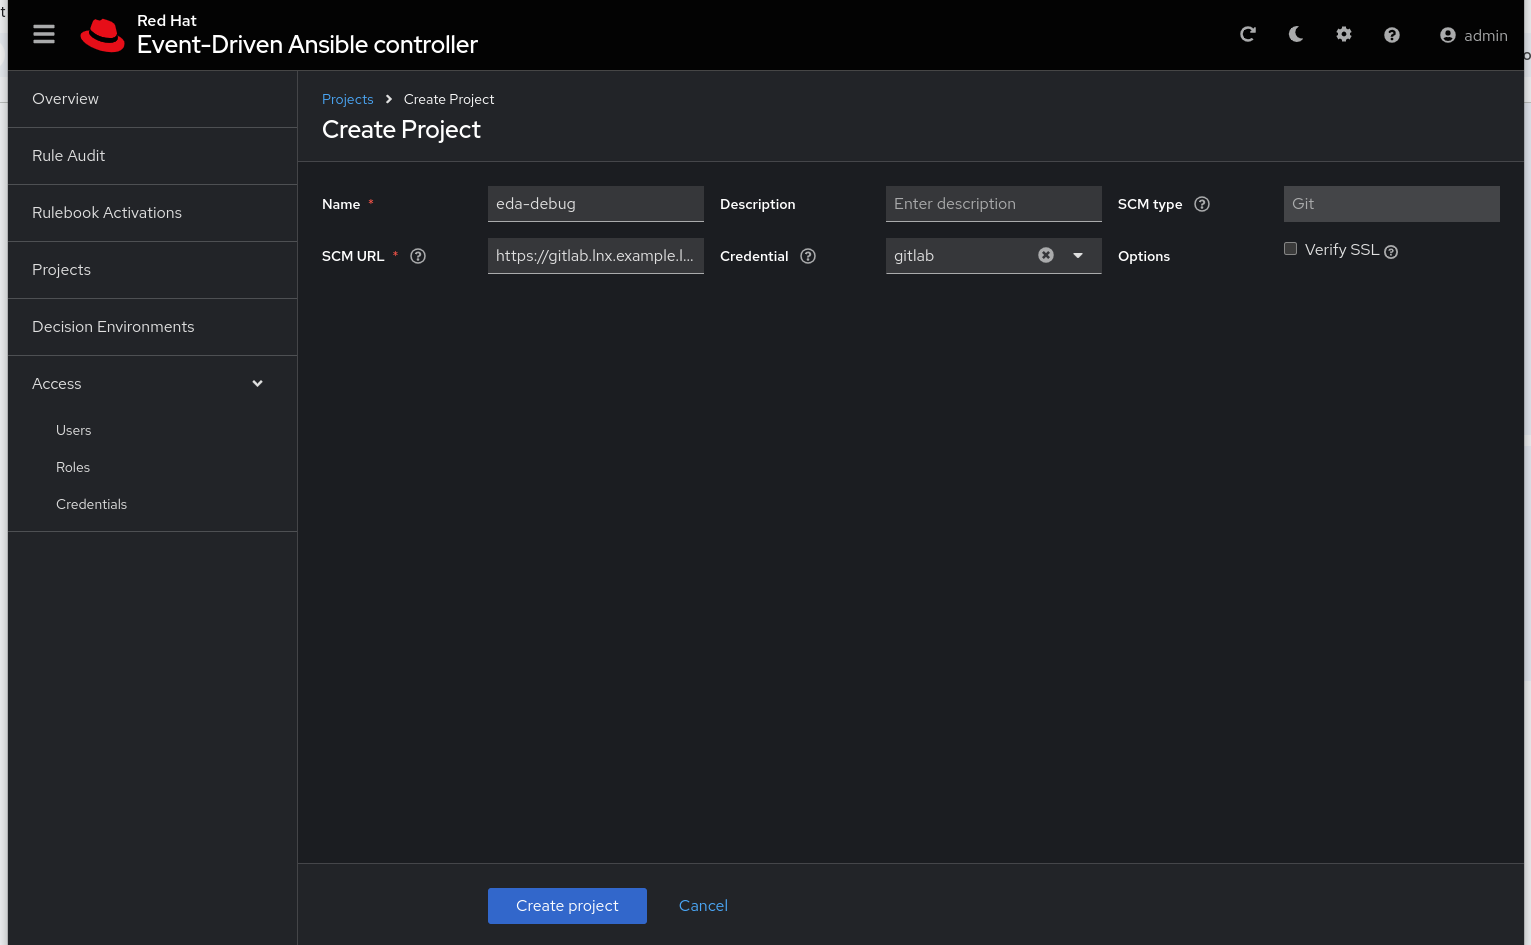 Red Hat
Event-Driven Ansible controller
admin
Overview
Rule Audit
Rulebook Activations
Projects
Decision Environments
Access
Users
Roles
Credentials
Projects Create Project
Create Project
Name * eda-debug Description Enter description SCM type Git
SCM URL * https://gitlab.lnx.example.l... Credential gitlab Options Verify SSL
Create project Cancel